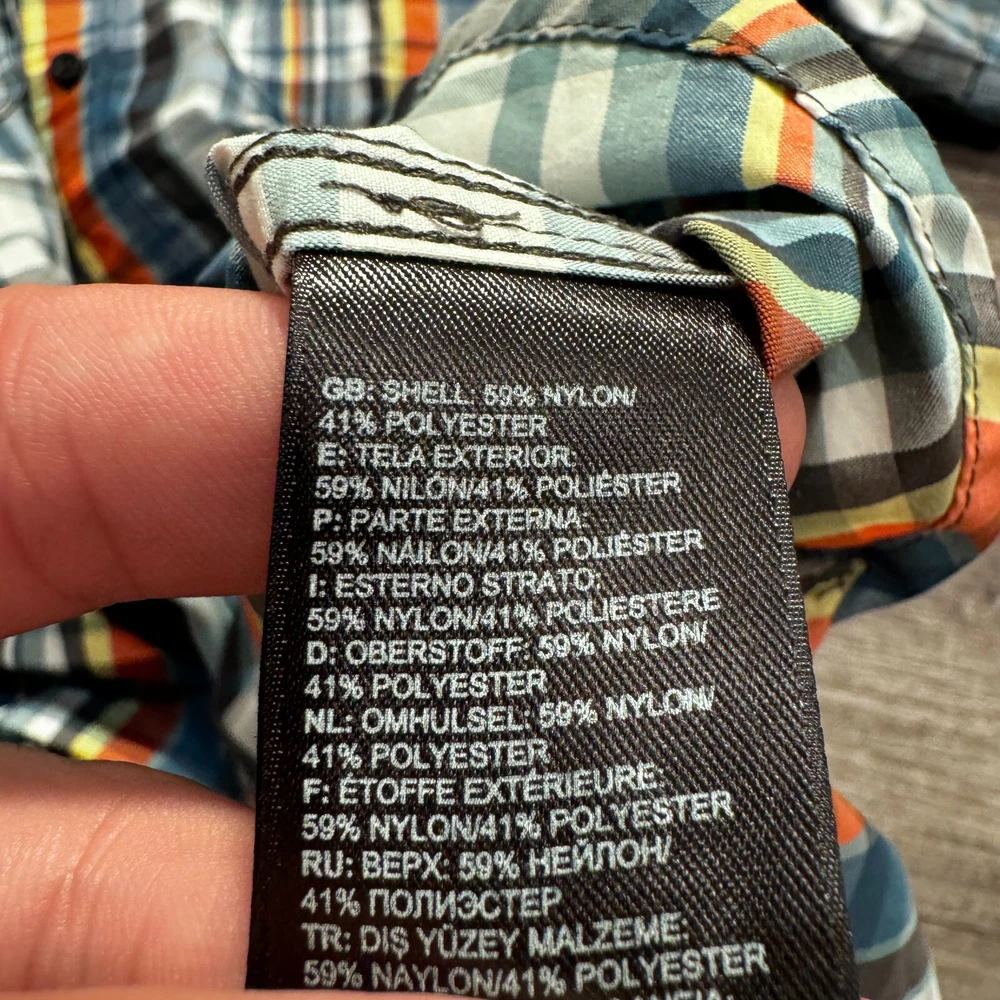 GB: SHELL: 59% NYLON/
41% POLYESTER
E: TELA EXTERIOR:
59% NILÓN/41% POLIÉSTER
P: PARTE EXTERNA:
59% NÁILON/41% POLIÉSTER
I: ESTERNO STRATO:
59% NYLON/41% POLIESTERE
D: OBERSTOFF: 59% NYLON/
41% POLYESTER
NL: OMHULSEL: 59% NYLON/
41% POLYESTER
F: ÉTOFFE EXTÉRIEURE:
59% NYLON/41% POLYESTER
RU: ВЕРХ: 59% НЕЙЛОН/
41% ПОЛИЭСТЕР
TR: DIŞ YÜZEY MALZEME:
59% NAYLON/41% POLYESTER